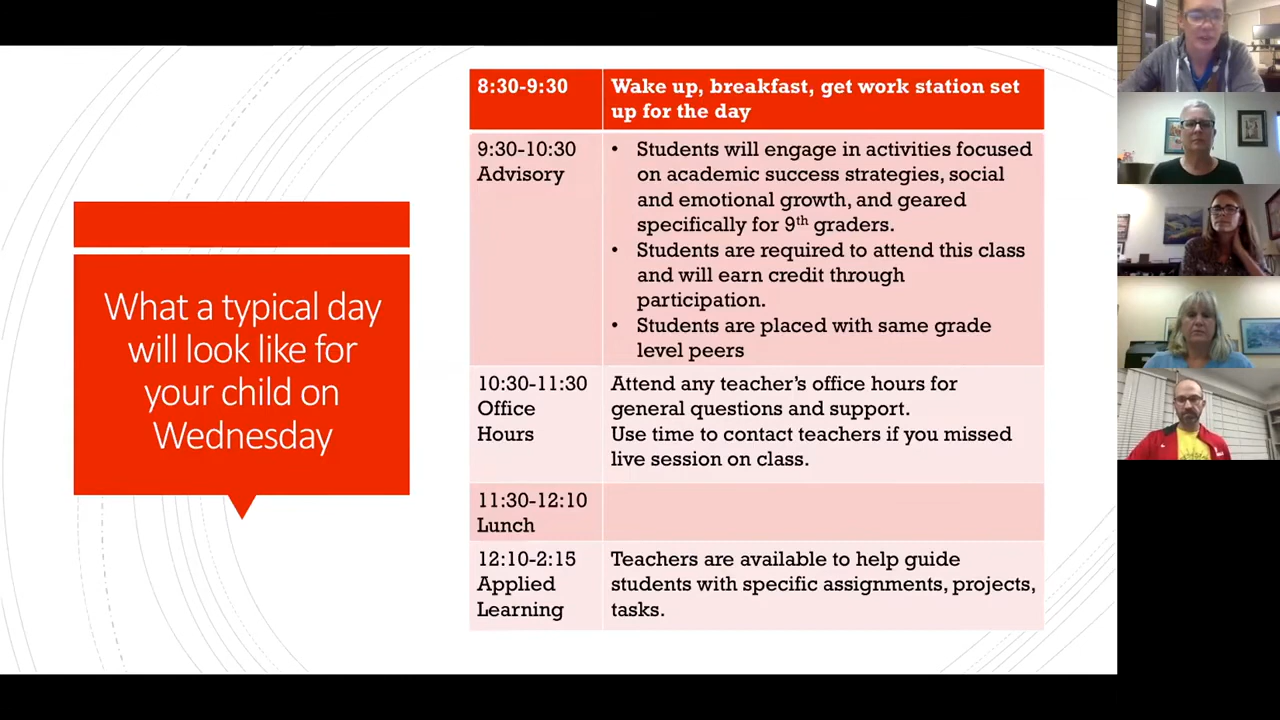 What a typical day
will look like for
your child on
Wednesday
8:30-9:30
Wake up, breakfast, get work station set
up for the day
9:30-10:30
Advisory
• Students will engage in activities focused
on academic success strategies, social
and emotional growth, and geared
specifically for 9th graders.
• Students are required to attend this class
and will earn credit through
participation.
• Students are placed with same grade
level peers
10:30-11:30
Office
Hours
Attend any teacher’s office hours for
general questions and support.
Use time to contact teachers if you missed
live session on class.
11:30-12:10
Lunch
12:10-2:15
Applied
Learning
Teachers are available to help guide
students with specific assignments, projects,
tasks.